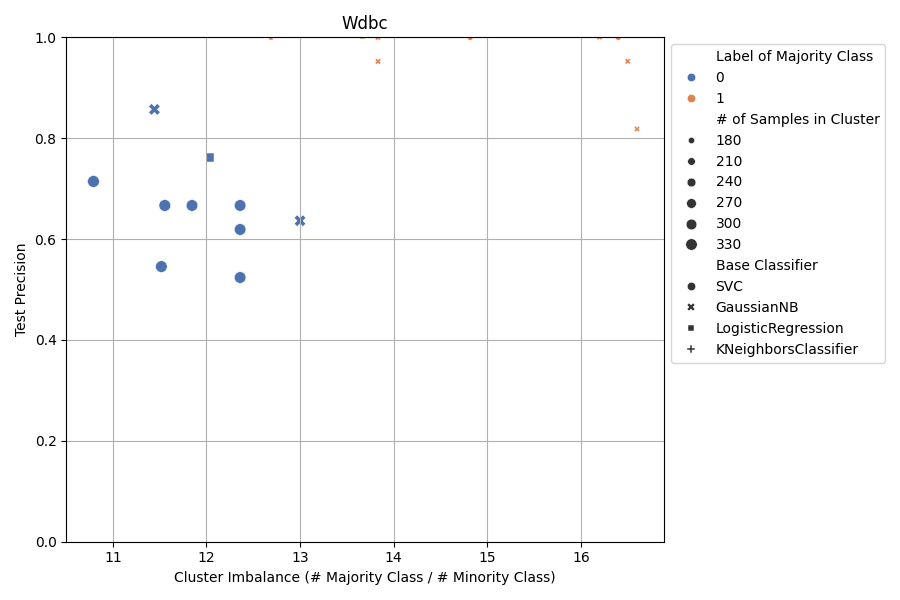 Wdbc
1.0
0.8
0.6
0.4
0.2
0.0
Test Precision
11
12
13
14
15
16
Cluster Imbalance (# Majority Class / # Minority Class)
Label of Majority Class
0
1
# of Samples in Cluster
180
210
240
270
300
330
Base Classifier
SVC
GaussianNB
LogisticRegression
KNeighborsClassifier